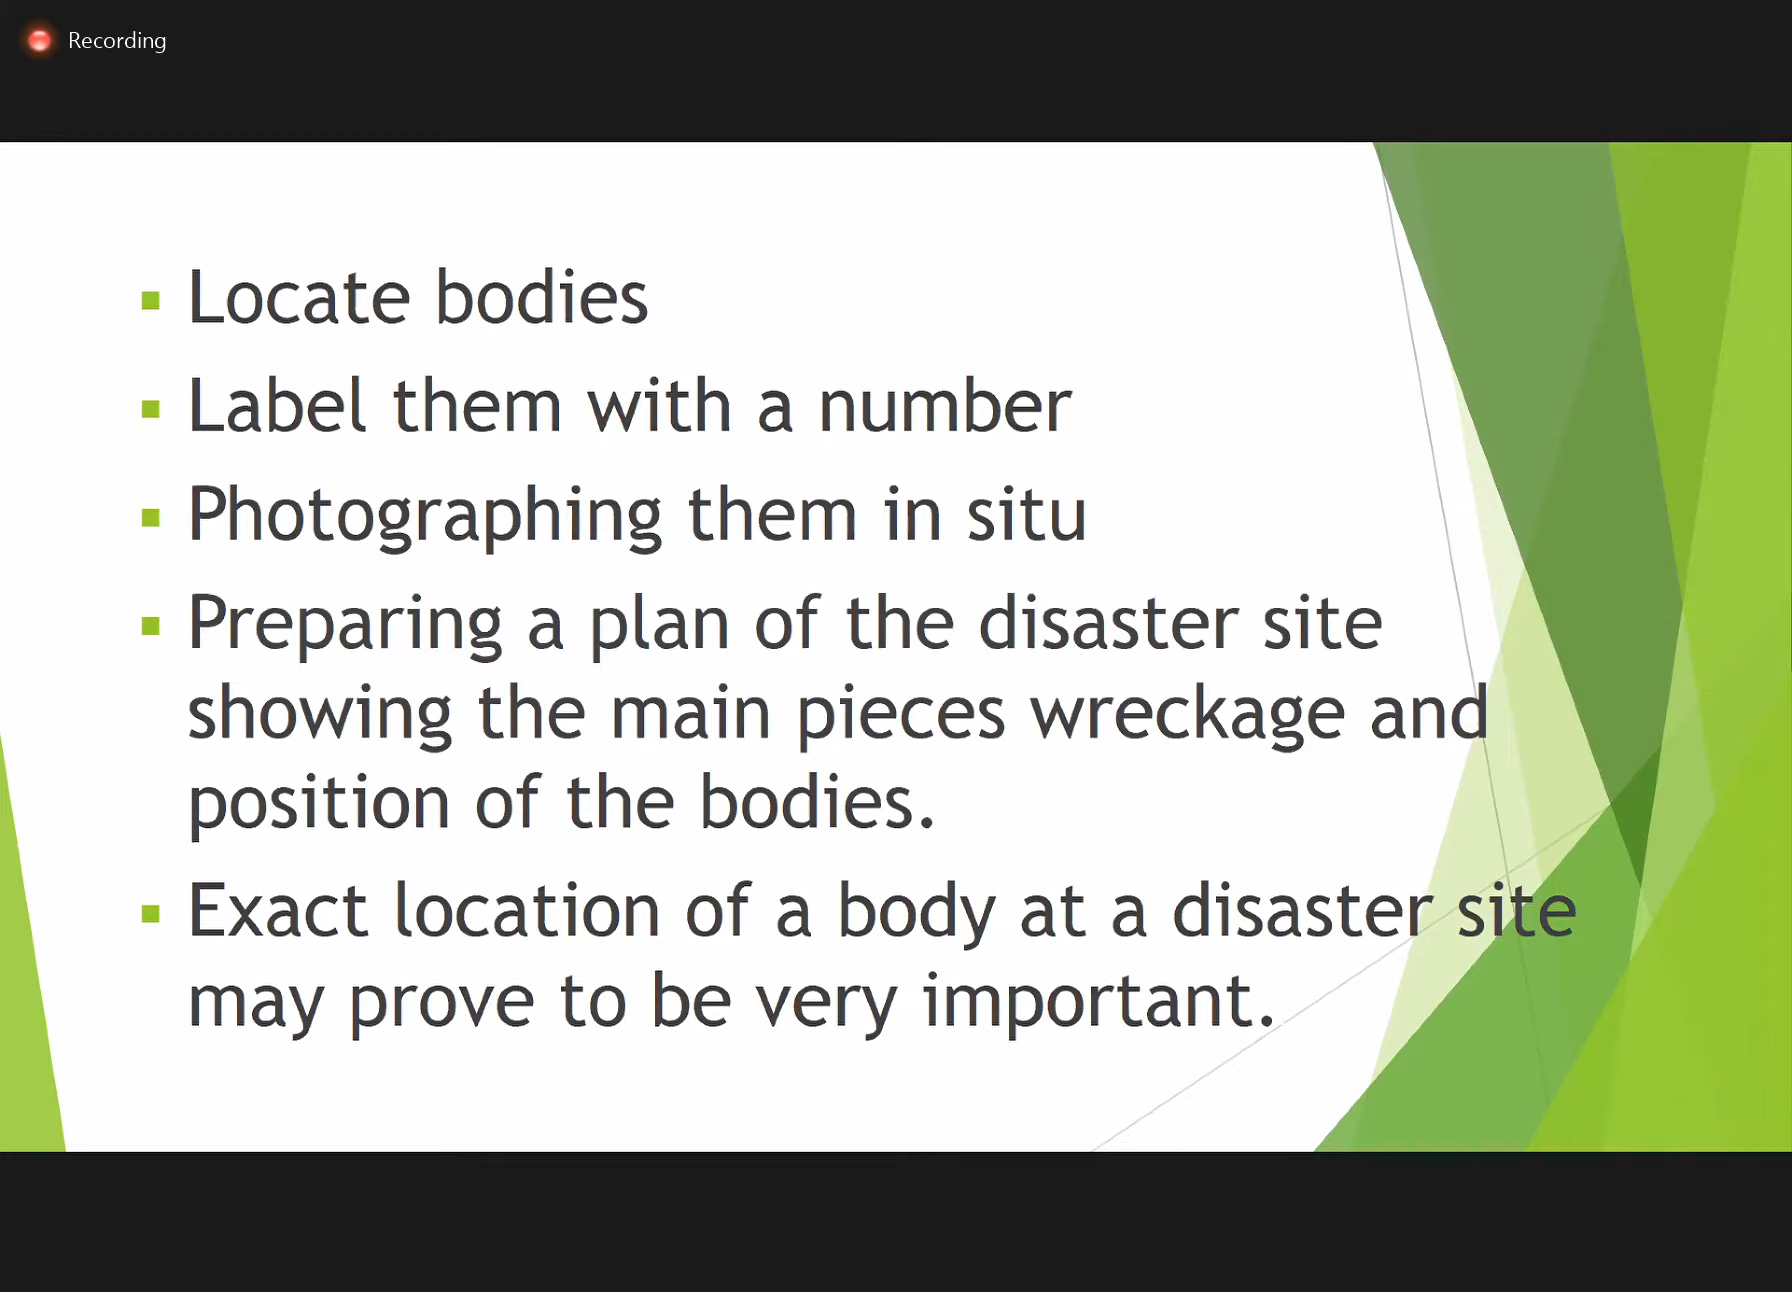 Recording
Locate bodies
Label them with a number
Photographing them in situ
Preparing a plan of the disaster site
showing the main pieces wreckage and
position of the bodies.
Exact location of a body at a disaster site
may prove to be very important.